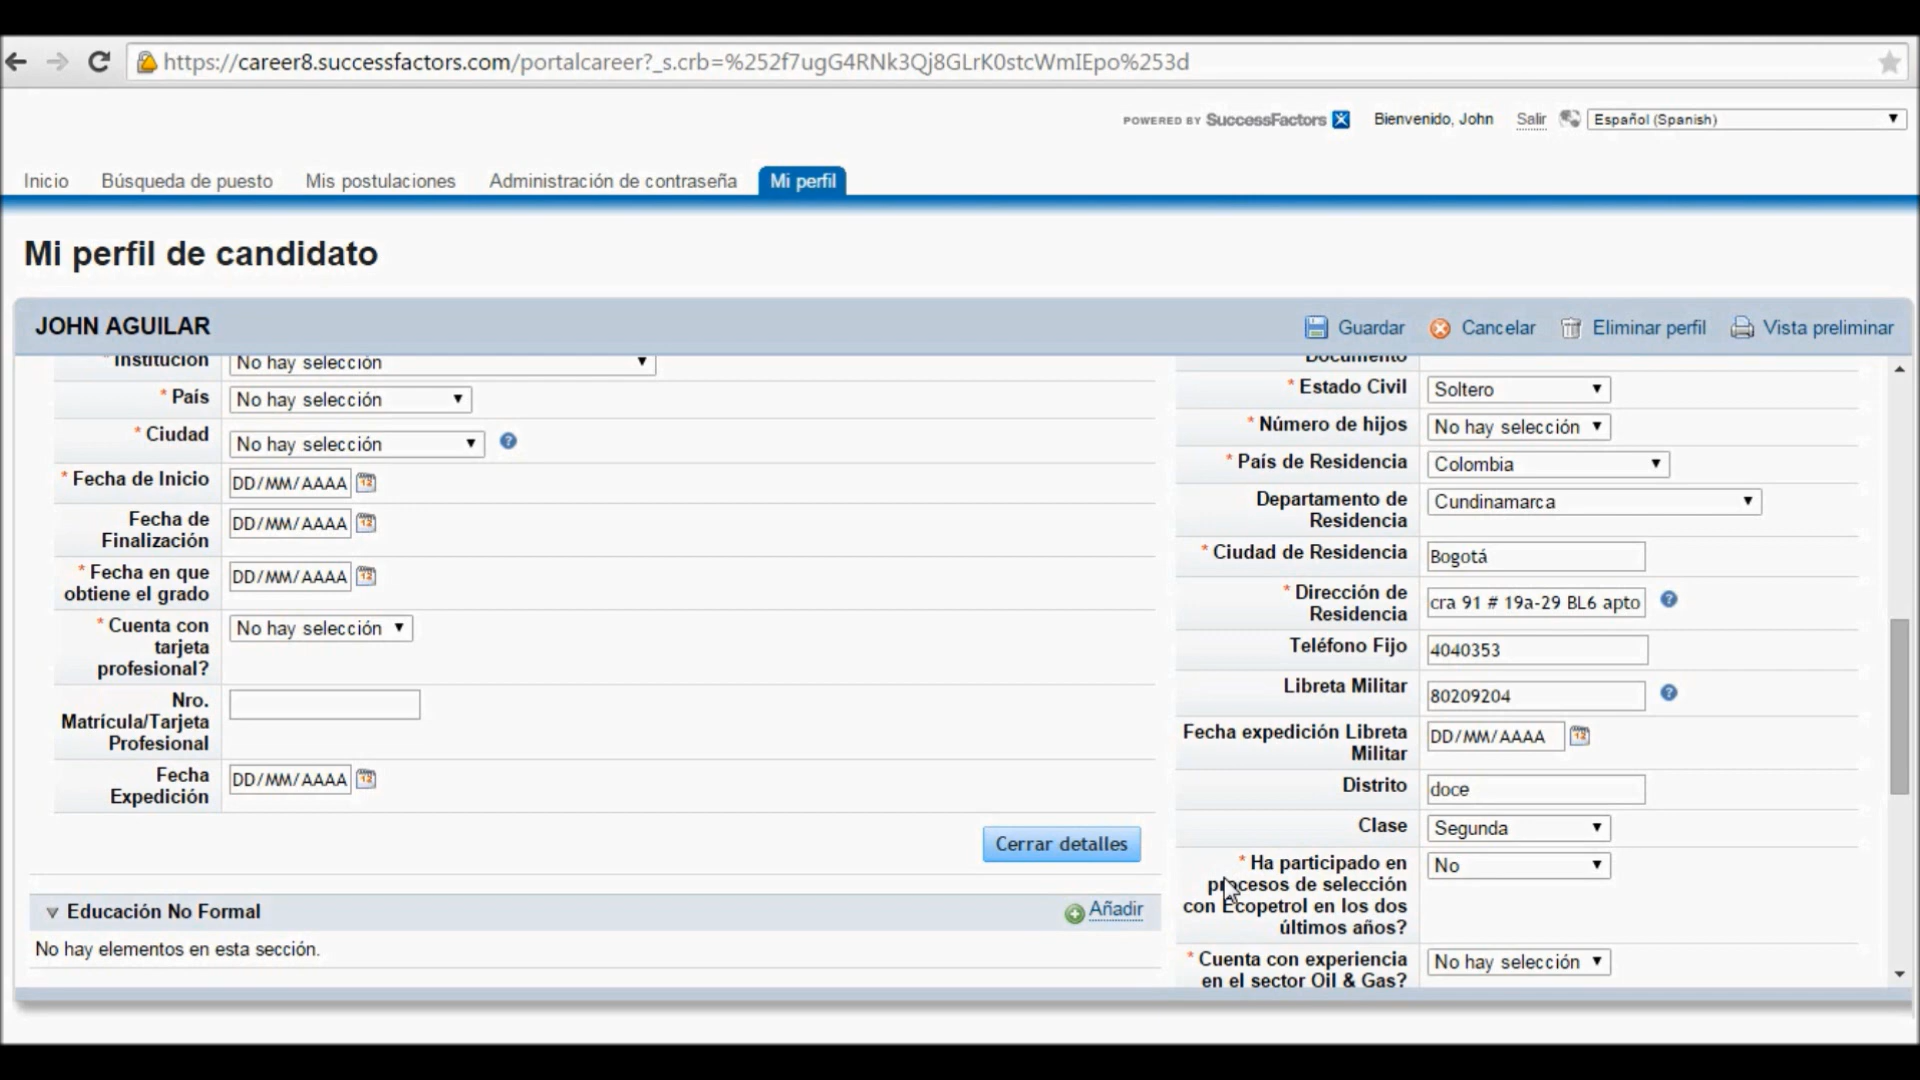 https://career8.successfactors.com/portalcareer?_s.crb=%252f7ugG4RNk3Qj8GLrK0stcWmIEpo%253d
POWERED BY SuccessFactors Bienvenido, John Salir Español (Spanish)
Inicio Búsqueda de puesto Mis postulaciones Administración de contraseña Mi perfil
Mi perfil de candidato
JOHN AGUILAR Guardar Cancelar Eliminar perfil Vista preliminar
* Institución No hay selección
* País No hay selección
* Ciudad No hay selección
* Fecha de Inicio DD/MM/AAAA
Fecha de
Finalización DD/MM/AAAA
* Fecha en que
obtiene el grado DD/MM/AAAA
* Cuenta con
tarjeta
profesional? No hay selección
Nro.
Matrícula/Tarjeta
Profesional
Fecha
Expedición DD/MM/AAAA
Cerrar detalles
Educación No Formal Añadir
No hay elementos en esta sección.
Documento
* Estado Civil Soltero
* Número de hijos No hay selección
* País de Residencia Colombia
Departamento de
Residencia Cundinamarca
* Ciudad de Residencia Bogotá
* Dirección de
Residencia cra 91 # 19a-29 BL6 apto
Teléfono Fijo 4040353
Libreta Militar 80209204
Fecha expedición Libreta
Militar DD/MM/AAAA
Distrito doce
Clase Segunda
* Ha participado en
procesos de selección
con Ecopetrol en los dos
últimos años? No
* Cuenta con experiencia
en el sector Oil & Gas? No hay selección